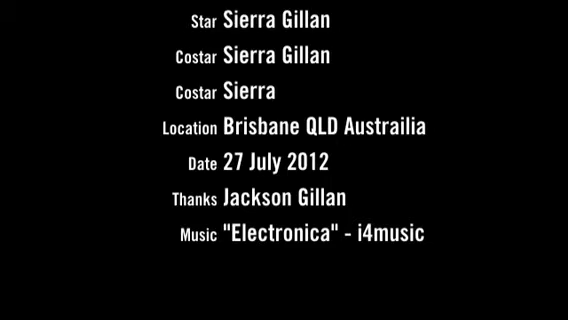 Star Sierra Gillan
Costar Sierra Gillan
Costar Sierra
Location Brisbane QLD Austrailia
Date 27 July 2012
Thanks Jackson Gillan
Music "Electronica" - i4music